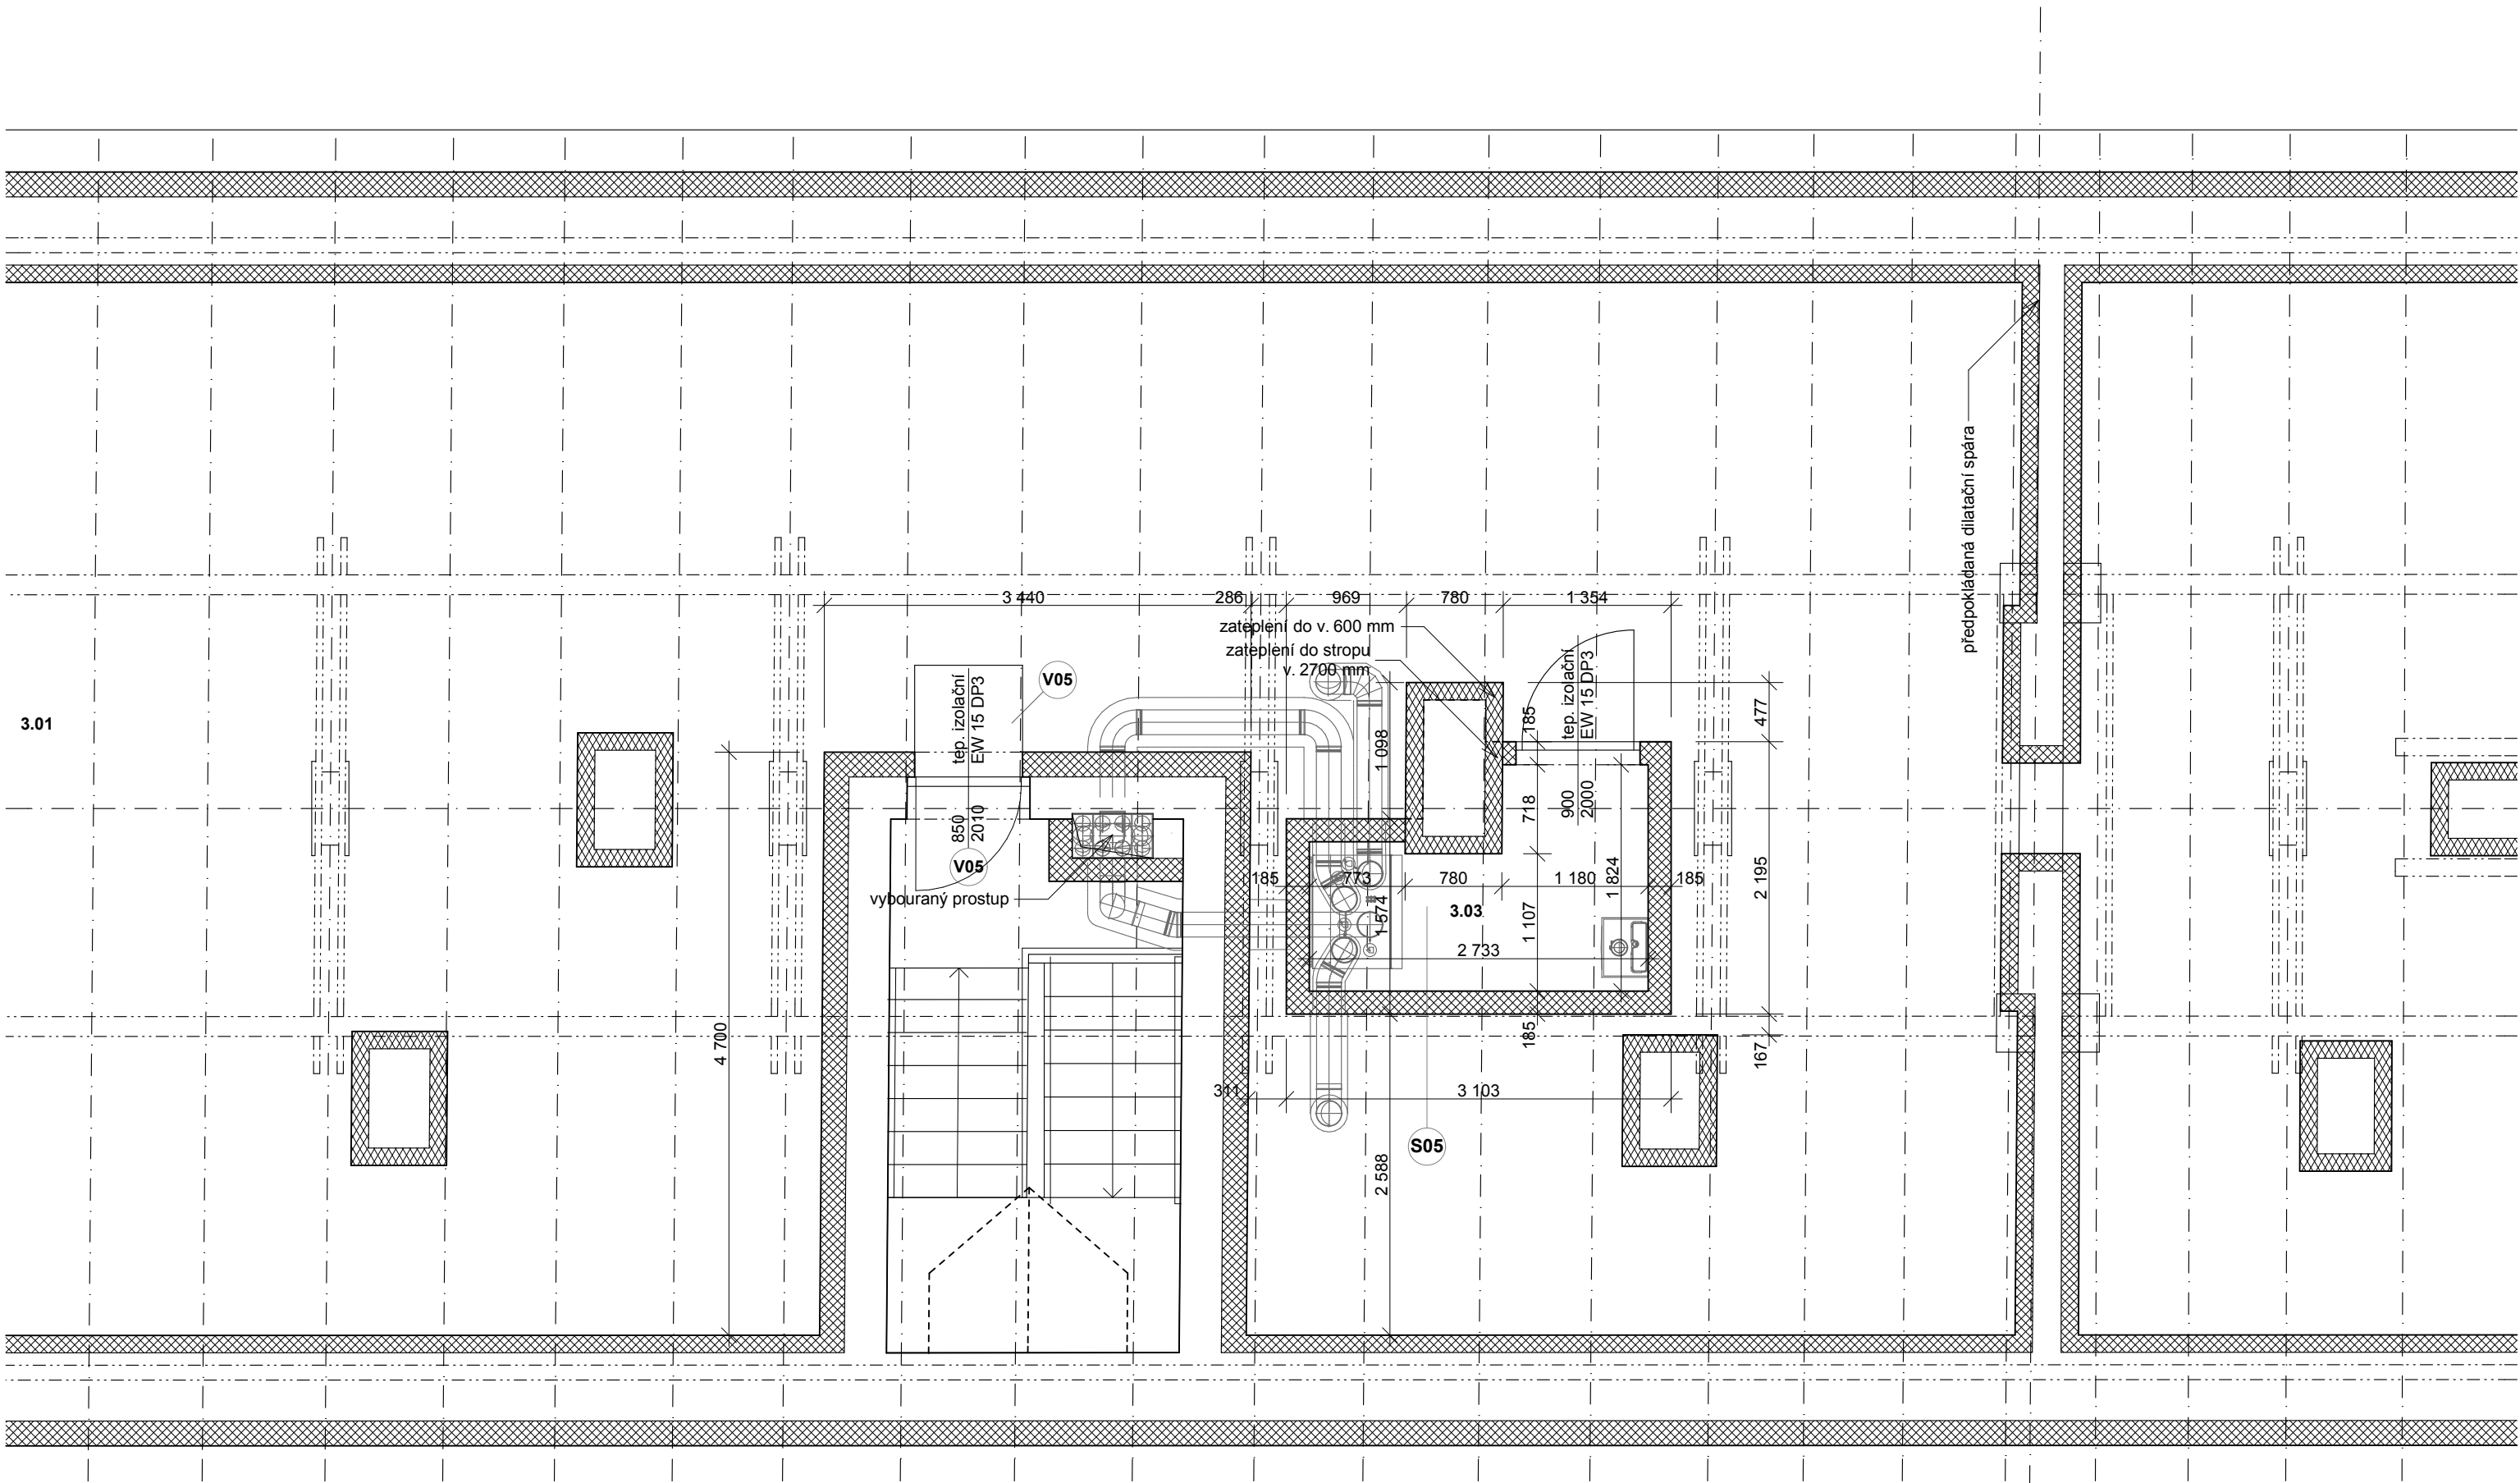 předpokládaná dilatační spára
3 440
286
969
780
1 354
zateplení do v. 600 mm
zateplení do stropu
v. 2700 mm
tep. izolační
EW 15 DP3
V05
tep. izolační
EW 15 DP3
185
477
3.01
1 098
718
900
2000
850
2010
V05
vybouraný prostup
185
773
780
1 180
185
1 824
2 195
3.03
1 574
1 107
2 733
4 700
185
167
311
3 103
S05
2 588